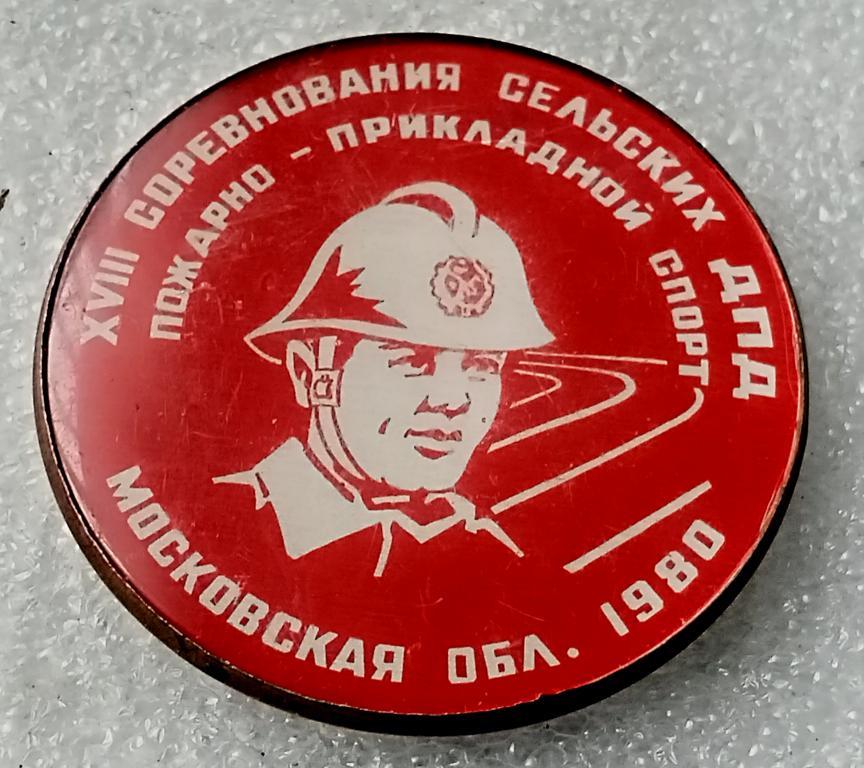 XVIII СОРЕВНОВАНИЯ СЕЛЬСКИХ ДПД
ПОЖАРНО - ПРИКЛАДНОЙ СПОРТ
МОСКОВСКАЯ ОБЛ. 1980